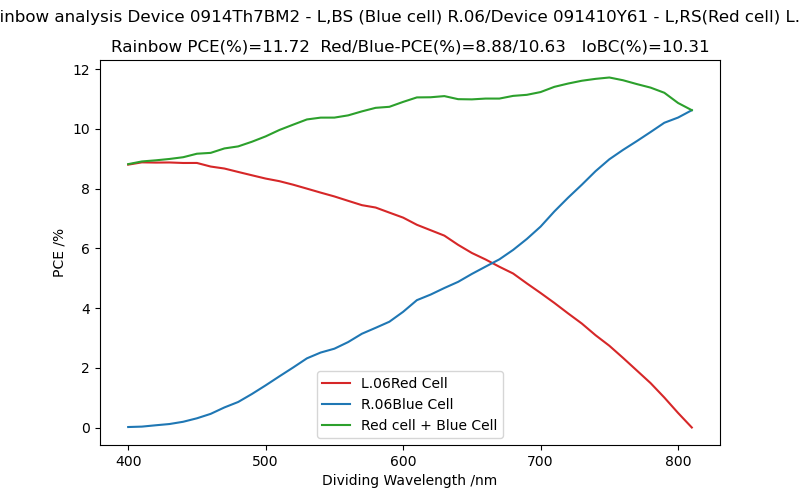 inbow analysis Device 0914Th7BM2 - L,BS (Blue cell) R.06/Device 091410Y61 - L,RS(Red cell) L.
Rainbow PCE(%)=11.72 Red/Blue-PCE(%)=8.88/10.63 IoBC(%)=10.31
12
10
8
6
4
2
0
PCE /%
L.06Red Cell
R.06Blue Cell
Red cell + Blue Cell
400 500 600 700 800
Dividing Wavelength /nm